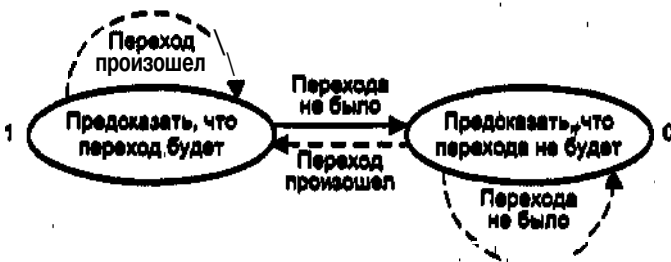 Переход
произошел
Перехода
не было
1
Предсказать, что
переход будет
Предсказать, что
перехода не будет
0
Переход
произошел
Перехода
не было